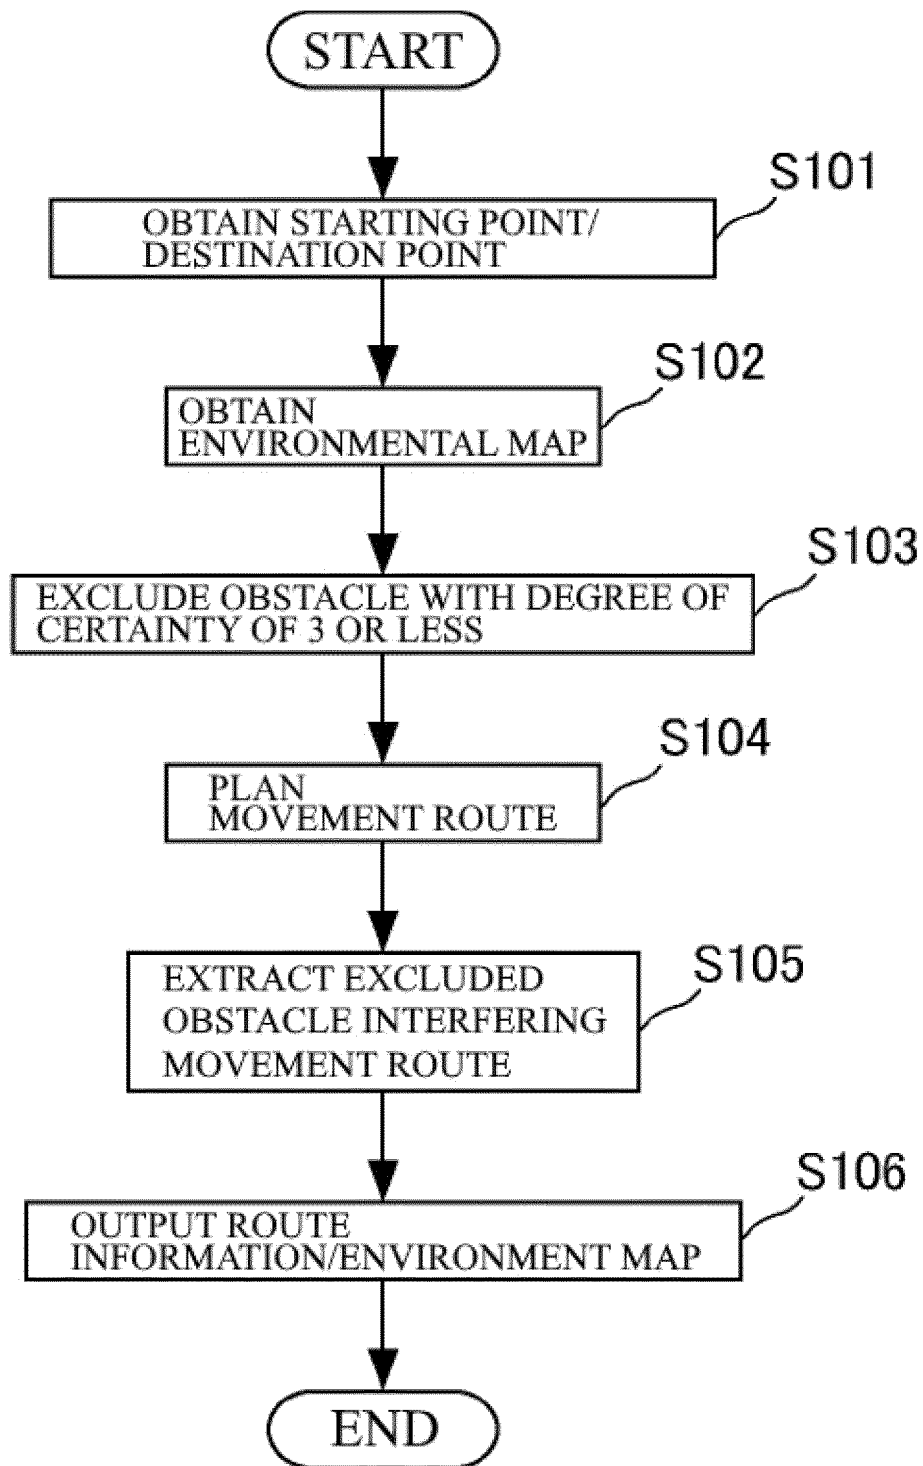 START
S101
OBTAIN STARTING POINT/
DESTINATION POINT
S102
OBTAIN
ENVIRONMENTAL MAP
S103
EXCLUDE OBSTACLE WITH DEGREE OF
CERTAINTY OF 3 OR LESS
S104
PLAN
MOVEMENT ROUTE
S105
EXTRACT EXCLUDED
OBSTACLE INTERFERING
MOVEMENT ROUTE
S106
OUTPUT ROUTE
INFORMATION/ENVIRONMENT MAP
END